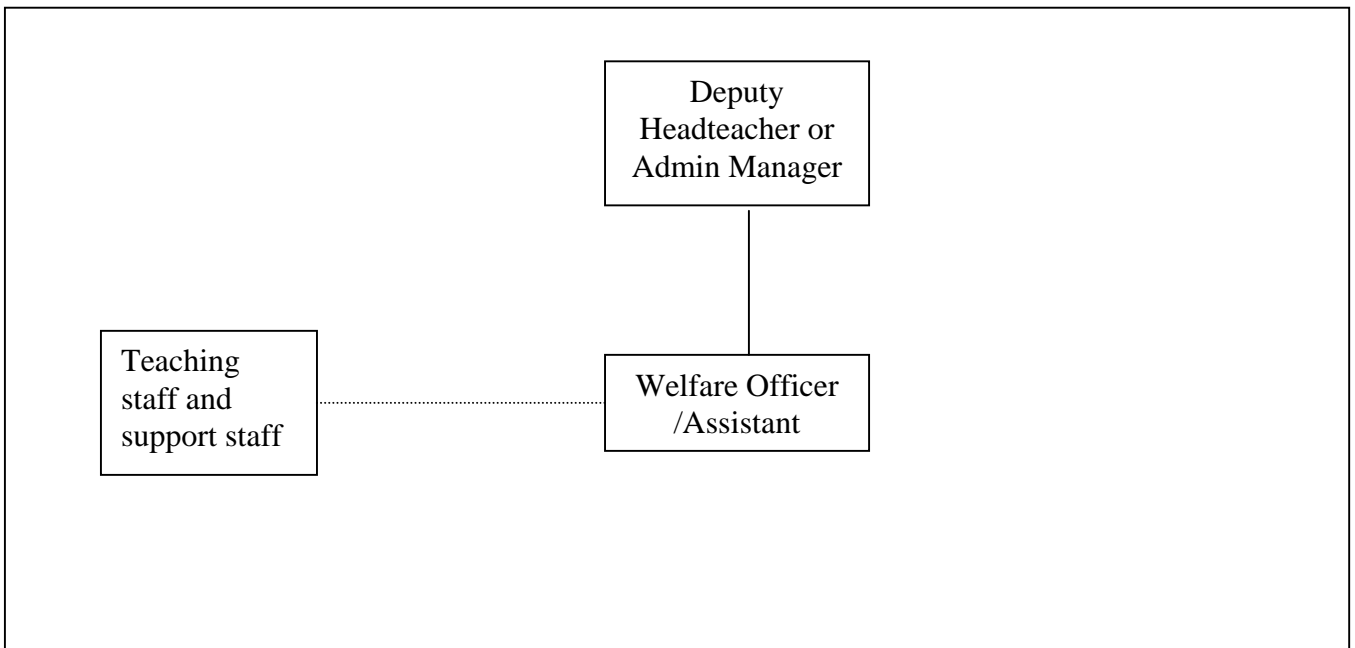 Deputy
Headteacher or
Admin Manager
Teaching
staff and
support staff
Welfare Officer
/Assistant